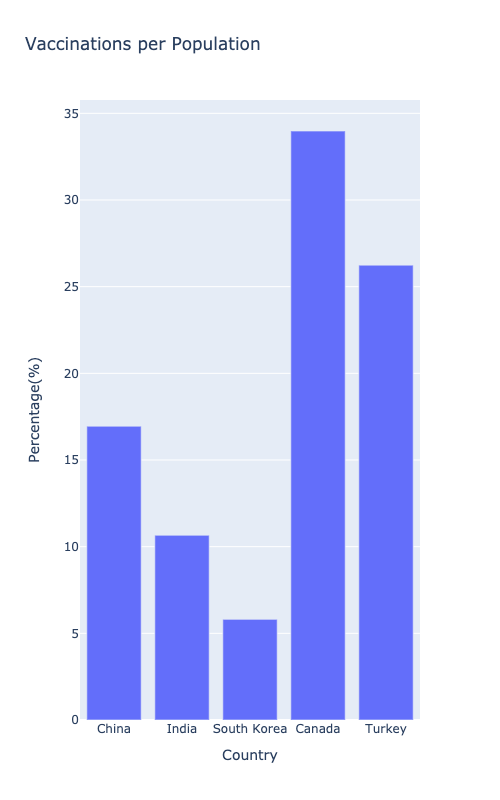 Vaccinations per Population
35
30
25
20
15
10
5
0
Percentage(%)
China India South Korea Canada Turkey
Country